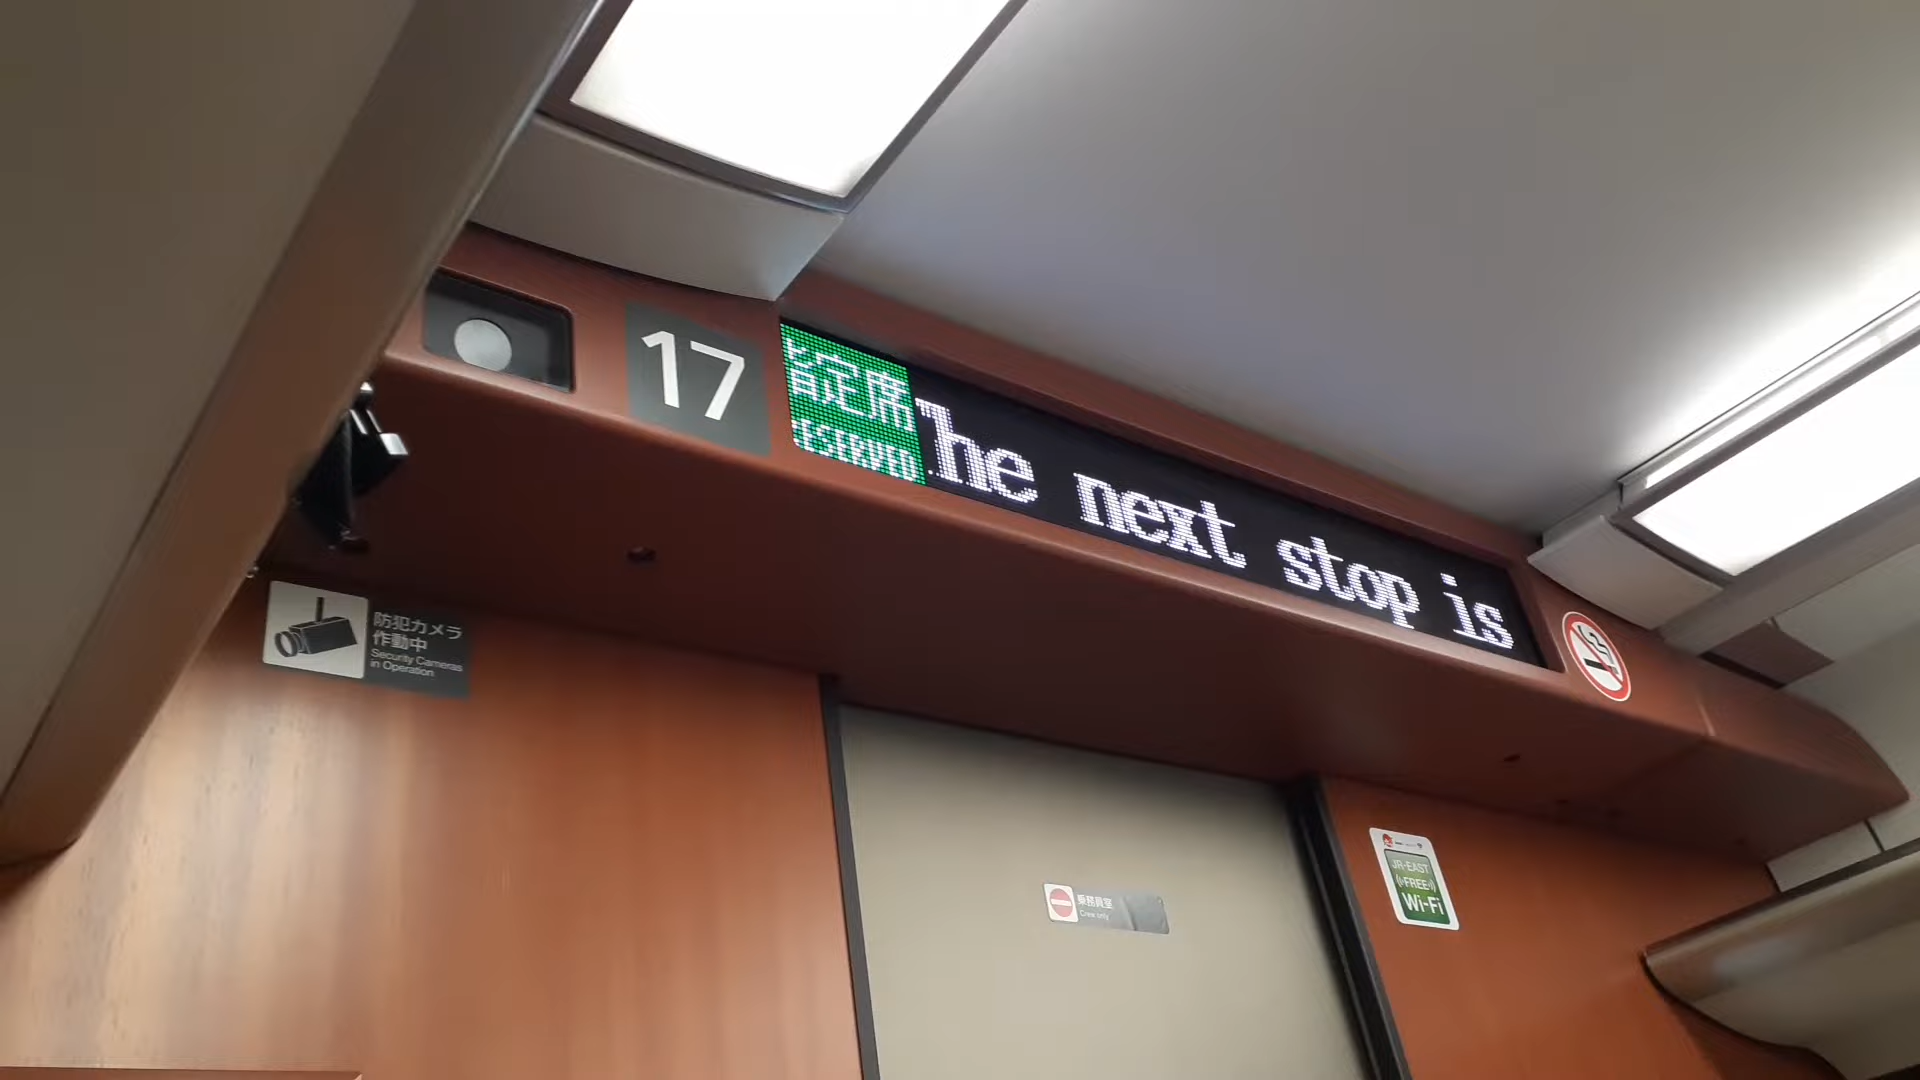 17
指定席
RESERVED
The next stop is
防犯カメラ
作動中
Security Cameras
in Operation
乗務員室
Crew only
JR-EAST
FREE
Wi-Fi